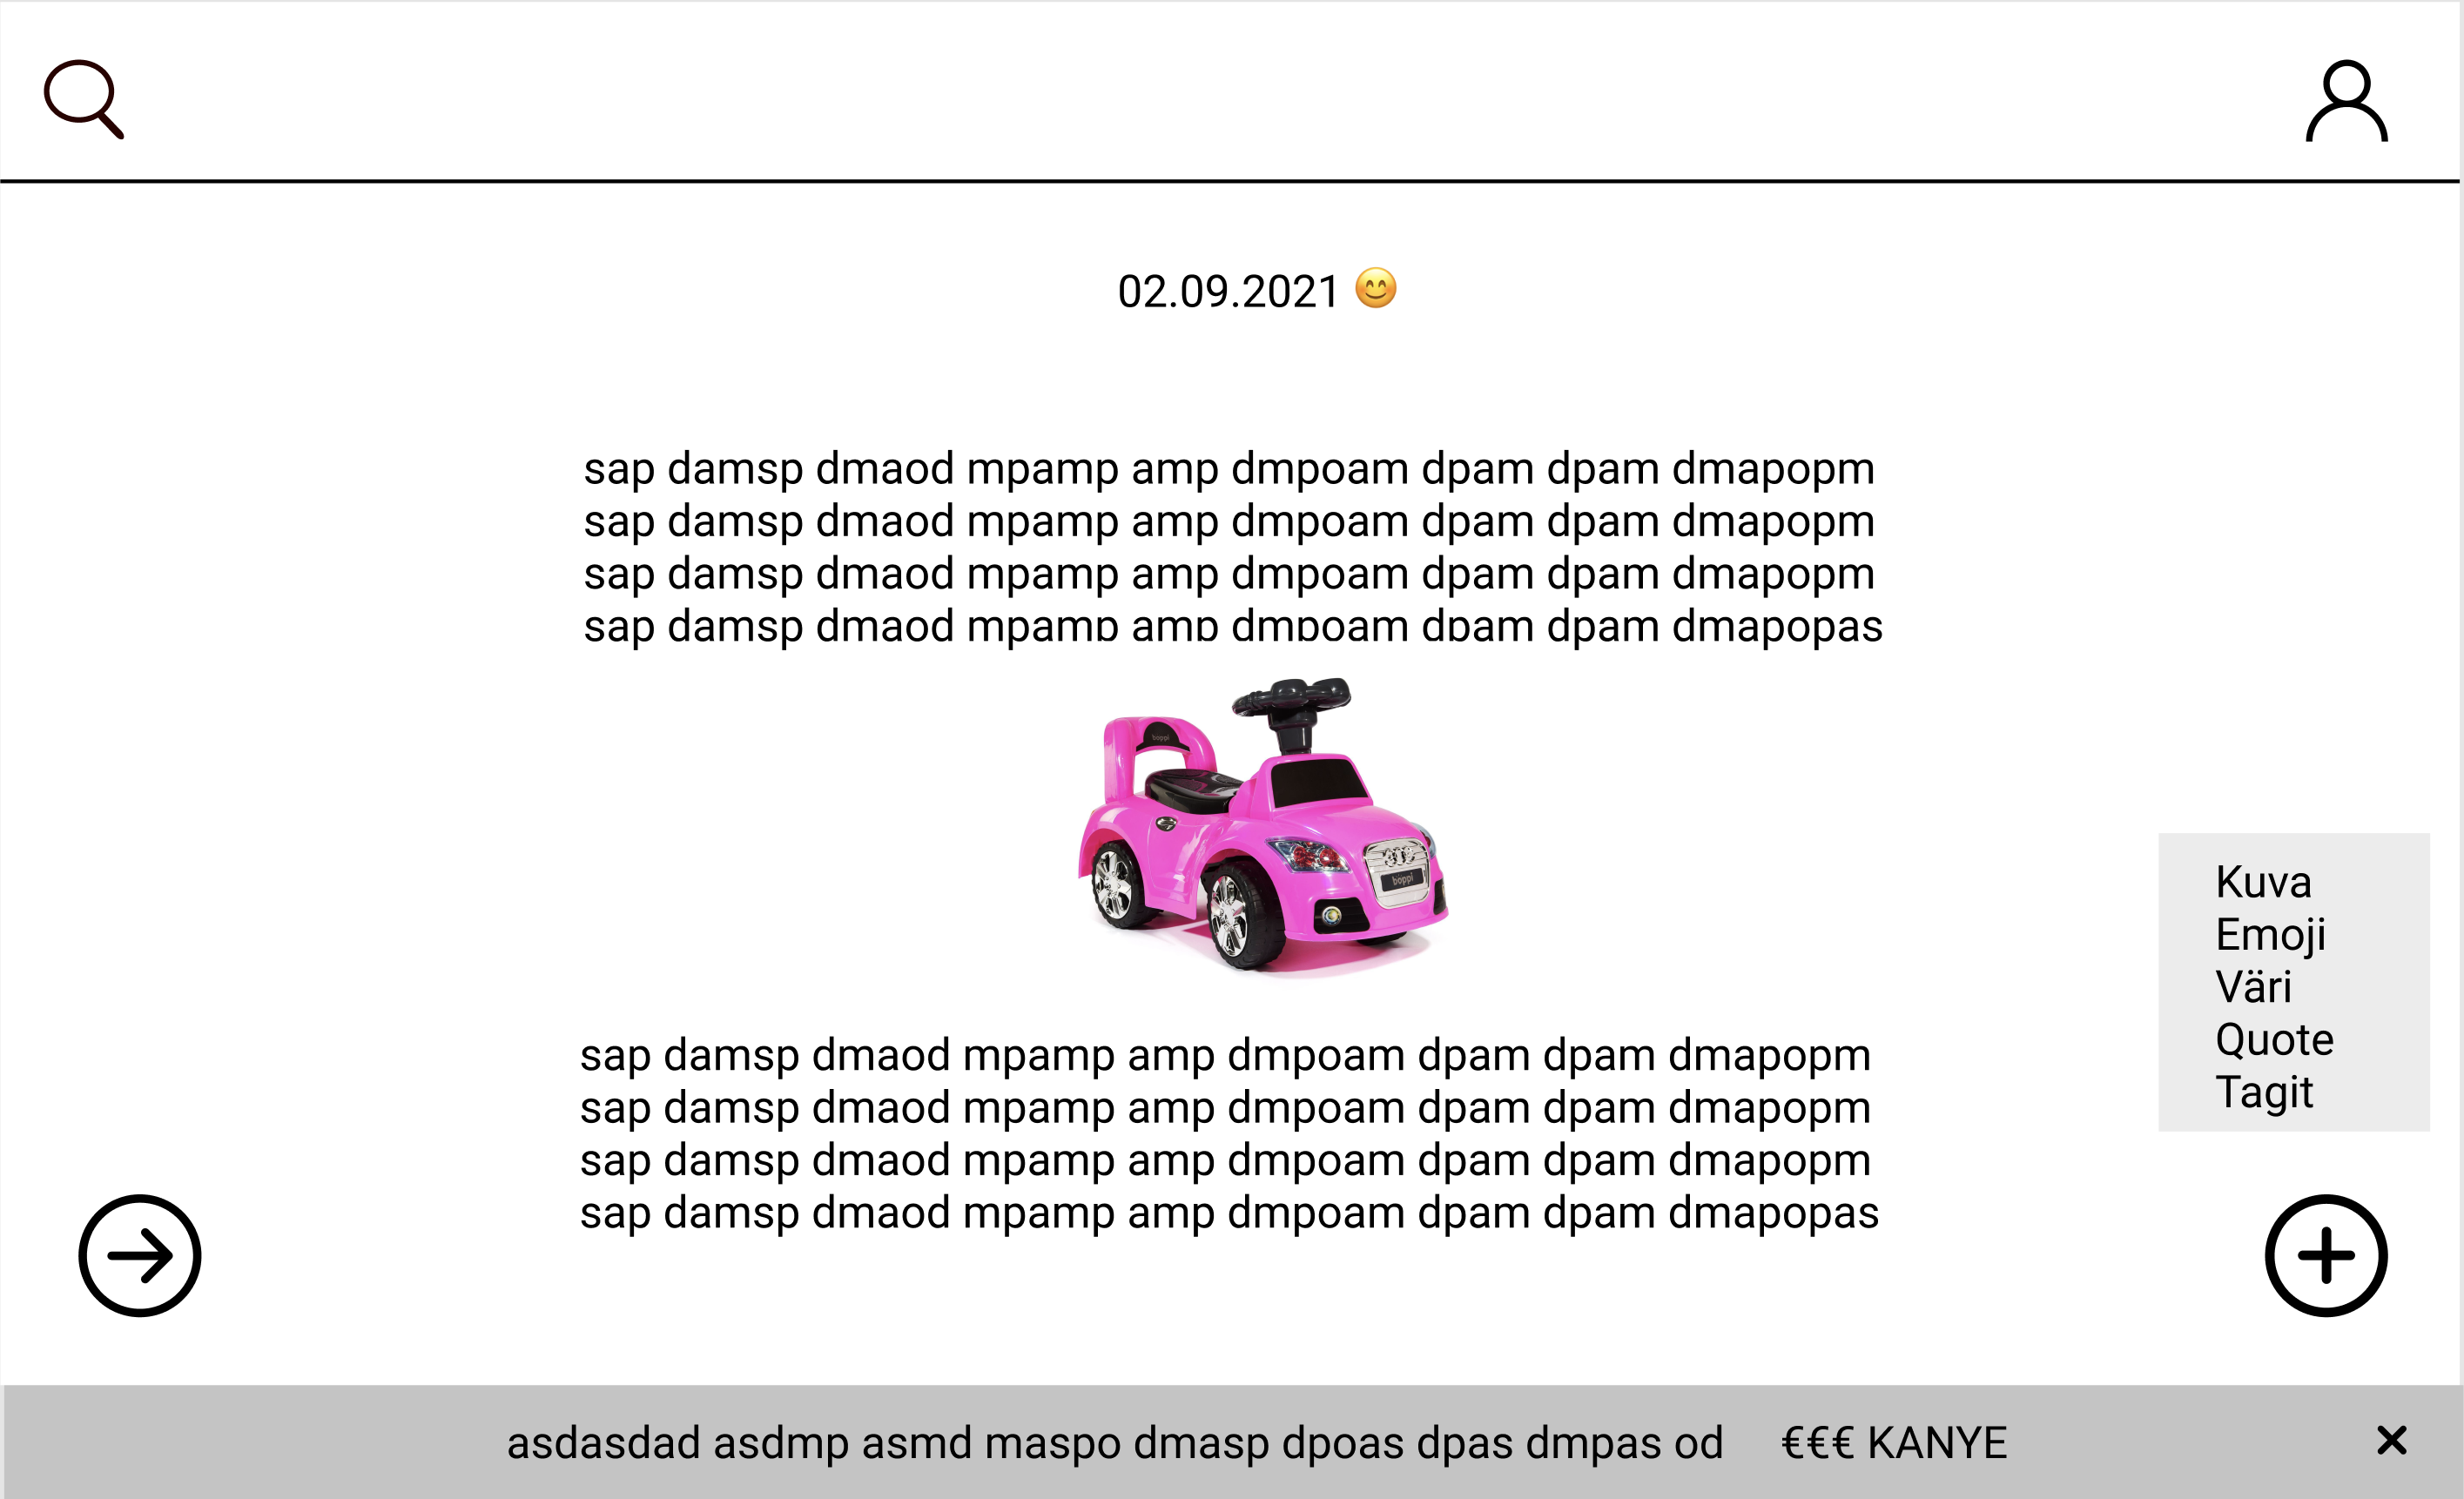 02.09.2021 😊
sap damsp dmaod mpamp amp dmpoam dpam dpam dmapopm
sap damsp dmaod mpamp amp dmpoam dpam dpam dmapopm
sap damsp dmaod mpamp amp dmpoam dpam dpam dmapopm
sap damsp dmaod mpamp amp dmpoam dpam dpam dmapopas
boppi
boppi
sap damsp dmaod mpamp amp dmpoam dpam dpam dmapopm
sap damsp dmaod mpamp amp dmpoam dpam dpam dmapopm
sap damsp dmaod mpamp amp dmpoam dpam dpam dmapopm
sap damsp dmaod mpamp amp dmpoam dpam dpam dmapopas
Kuva
Emoji
Väri
Quote
Tagit
asdasdad asdmp asmd maspo dmasp dpoas dpas dmpas od €€€ KANYE